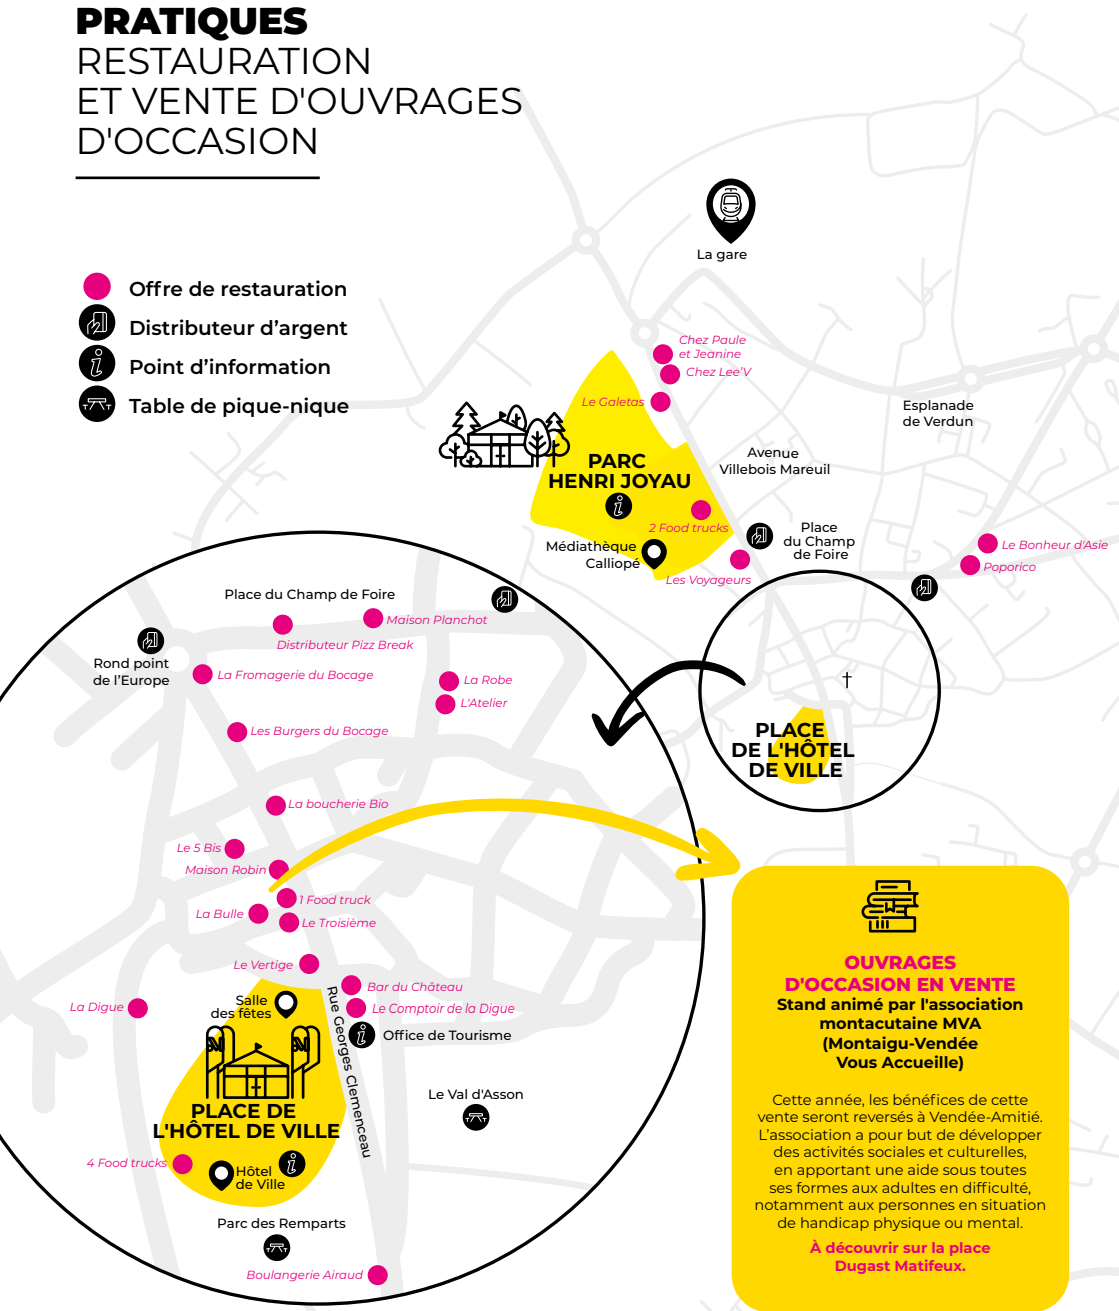 PRATIQUES
RESTAURATION
ET VENTE D'OUVRAGES
D'OCCASION
La gare
Offre de restauration
Distributeur d'argent
Point d'information
Table de pique-nique
Chez Paule
et Jeanine
Chez Lee'V
Le Galetas
Esplanade
de Verdun
PARC
HENRI JOYAU
Avenue
Villebois Mareuil
2 Food trucks
Médiathèque
Calliopé
Les Voyageurs
Place
du Champ
de Foire
Le Bonheur d'Asie
Poporico
Place du Champ de Foire
Maison Planchot
Distributeur Pizz Break
Rond point
de l'Europe
La Fromagerie du Bocage
La Robe
L'Atelier
Les Burgers du Bocage
PLACE
DE L'HÔTEL
DE VILLE
La boucherie Bio
Le 5 Bis
Maison Robin
1 Food truck
La Bulle
Le Troisième
Le Vertige
Bar du Château
La Digue
Salle
des fêtes
Le Comptoir de la Digue
Office de Tourisme
Rue Georges Clemenceau
Le Val d'Asson
PLACE DE
L'HÔTEL DE VILLE
4 Food trucks
Hôtel
de Ville
Parc des Remparts
Boulangerie Airaud
OUVRAGES
D'OCCASION EN VENTE
Stand animé par l'association
montacutaine MVA
(Montaigu-Vendée
Vous Accueille)
Cette année, les bénéfices de cette
vente seront reversés à Vendée-Amitié.
L'association a pour but de développer
des activités sociales et culturelles,
en apportant une aide sous toutes
ses formes aux adultes en difficulté,
notamment aux personnes en situation
de handicap physique ou mental.
À découvrir sur la place
Dugast Matifeux.